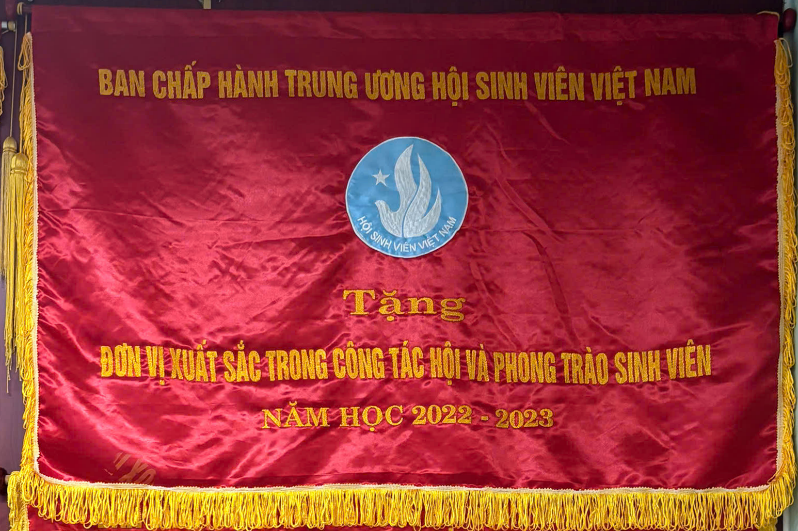 BAN CHẤP HÀNH TRUNG ƯƠNG HỘI SINH VIÊN VIỆT NAM
HỘI SINH VIÊN VIỆT NAM
Tặng
ĐƠN VỊ XUẤT SẮC TRONG CÔNG TÁC HỘI VÀ PHONG TRÀO SINH VIÊN
NĂM HỌC 2022 - 2023